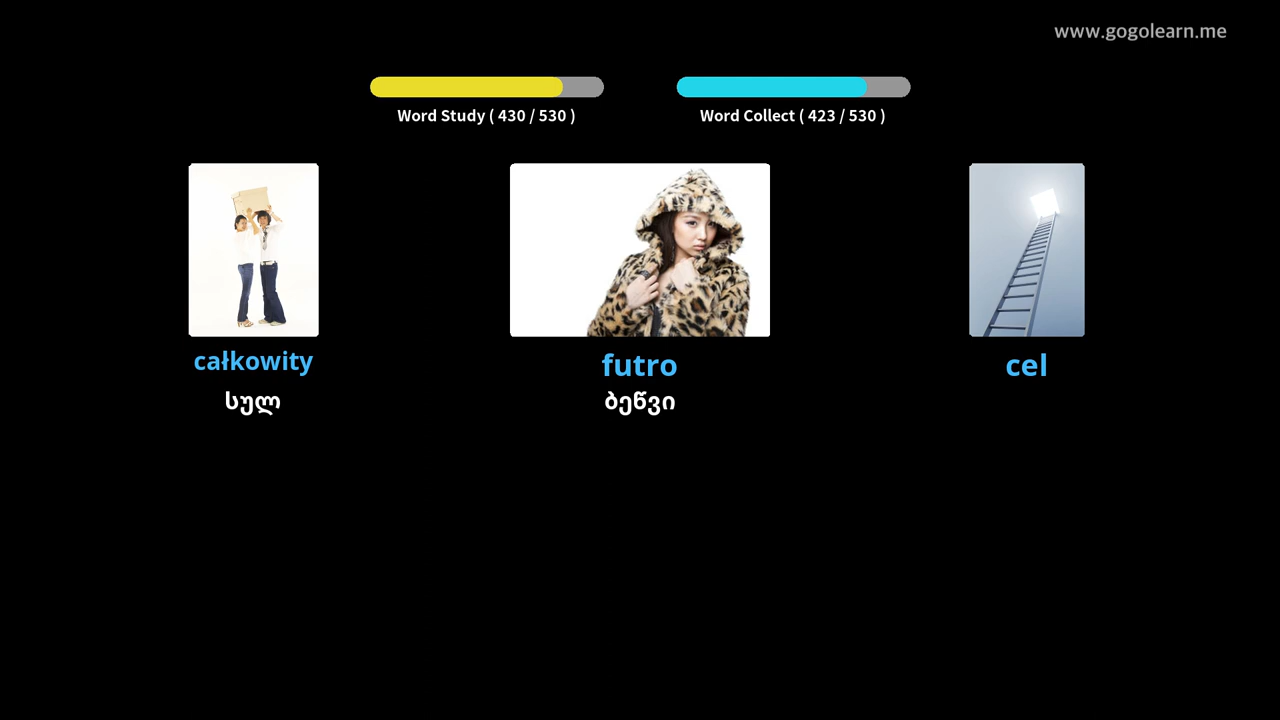 www.gogolearn.me
Word Study ( 430 / 530 )
Word Collect ( 423 / 530 )
całkowity
სულ
futro
ბეწვი
cel